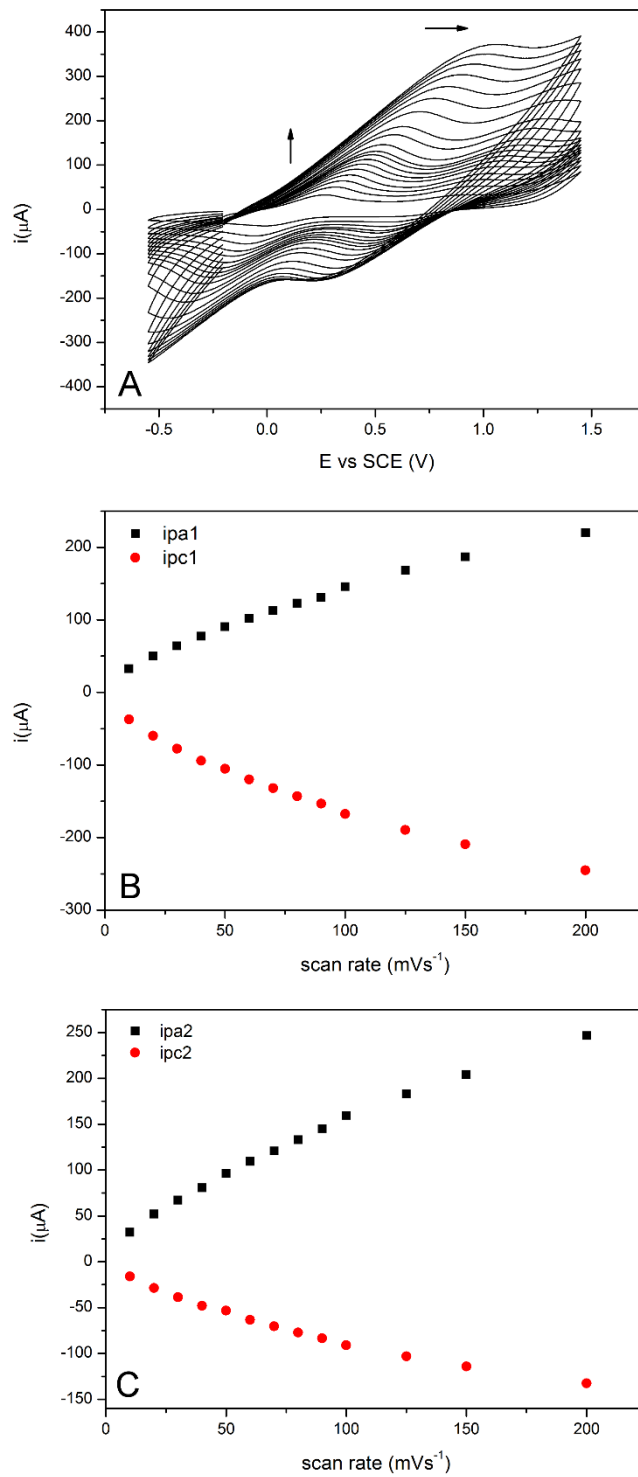 400
300
200
100
0
-100
-200
-300
-400
i(μA)
A
-0.5 0.0 0.5 1.0 1.5
E vs SCE (V)
ipa1
ipc1
200
100
0
-100
-200
-300
i(μA)
B
0 50 100 150 200
scan rate (mVs⁻¹)
ipa2
ipc2
250
200
150
100
50
0
-50
-100
-150
i(μA)
C
0 50 100 150 200
scan rate (mVs⁻¹)